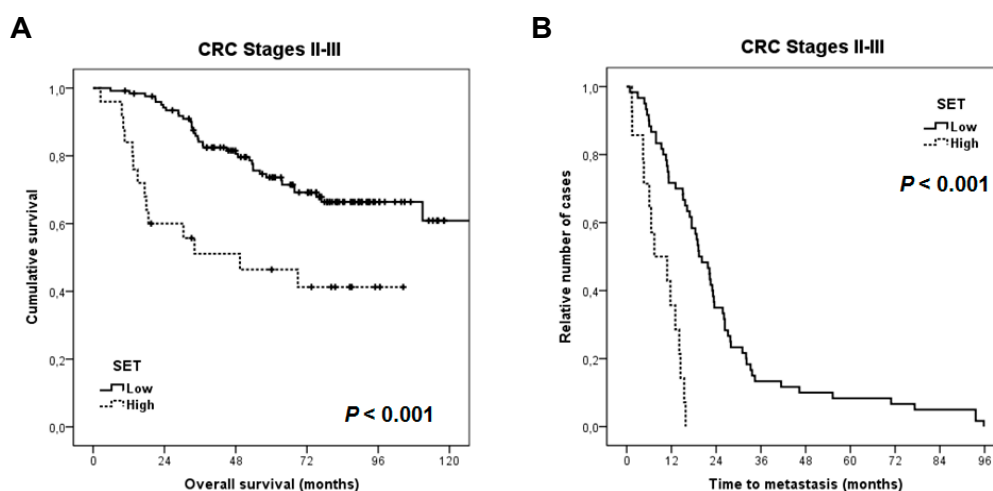 A
CRC Stages II-III
Cumulative survival
1,0
0,8
0,6
0,4
0,2
0,0
SET
Low
High
P < 0.001
0 24 48 72 96 120
Overall survival (months)
B
CRC Stages II-III
Relative number of cases
1,0
0,8
0,6
0,4
0,2
0,0
SET
Low
High
P < 0.001
0 12 24 36 48 60 72 84 96
Time to metastasis (months)